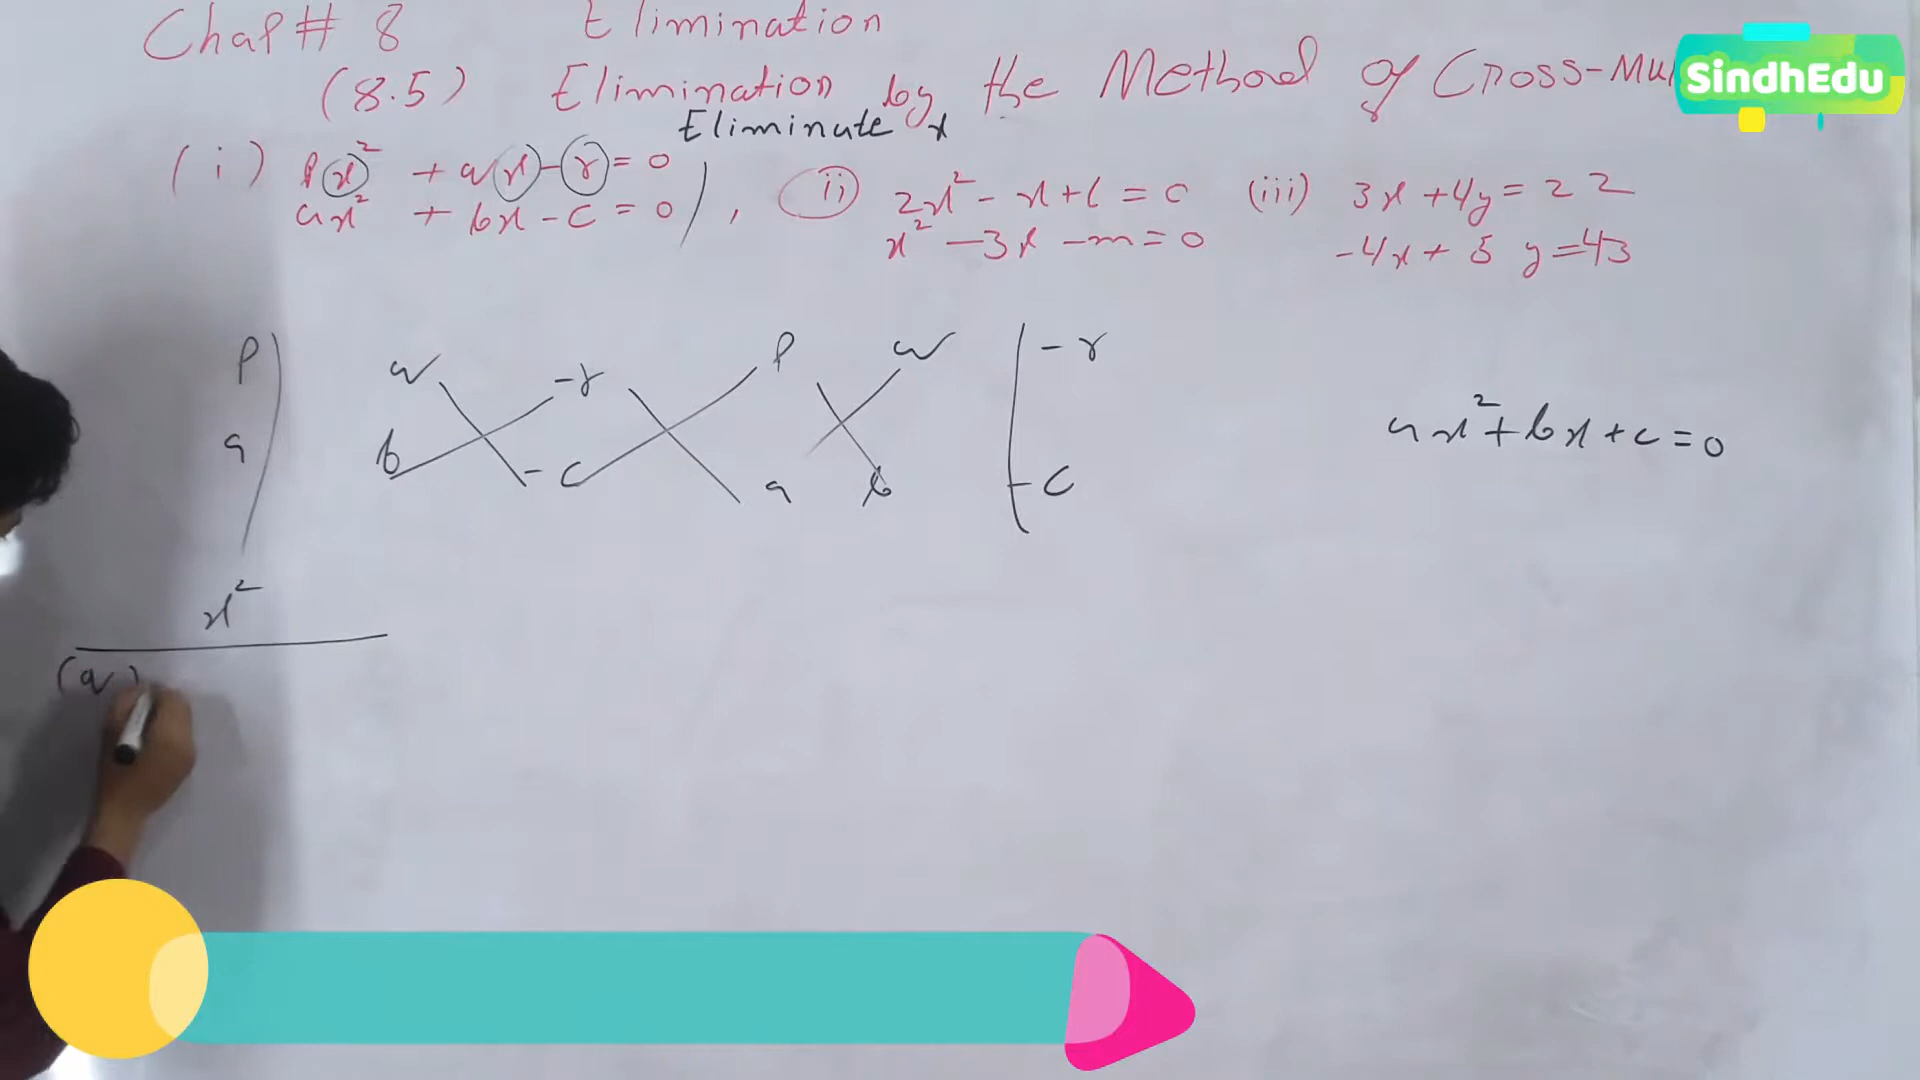 Chap # 8 Elimination
(8.5) Elimination by the Method of Cross-Mul
SindhEdu
Eliminate x
(i) px² + qx - r = 0
ax² + bx - c = 0
, (ii) 2x² - x + l = 0
x² - 3x - m = 0
(iii) 3x + 4y = 22
-4x + 5y = 43
p q -r p q -r
a b -c a b -c
ax² + bx + c = 0
x²
(q)